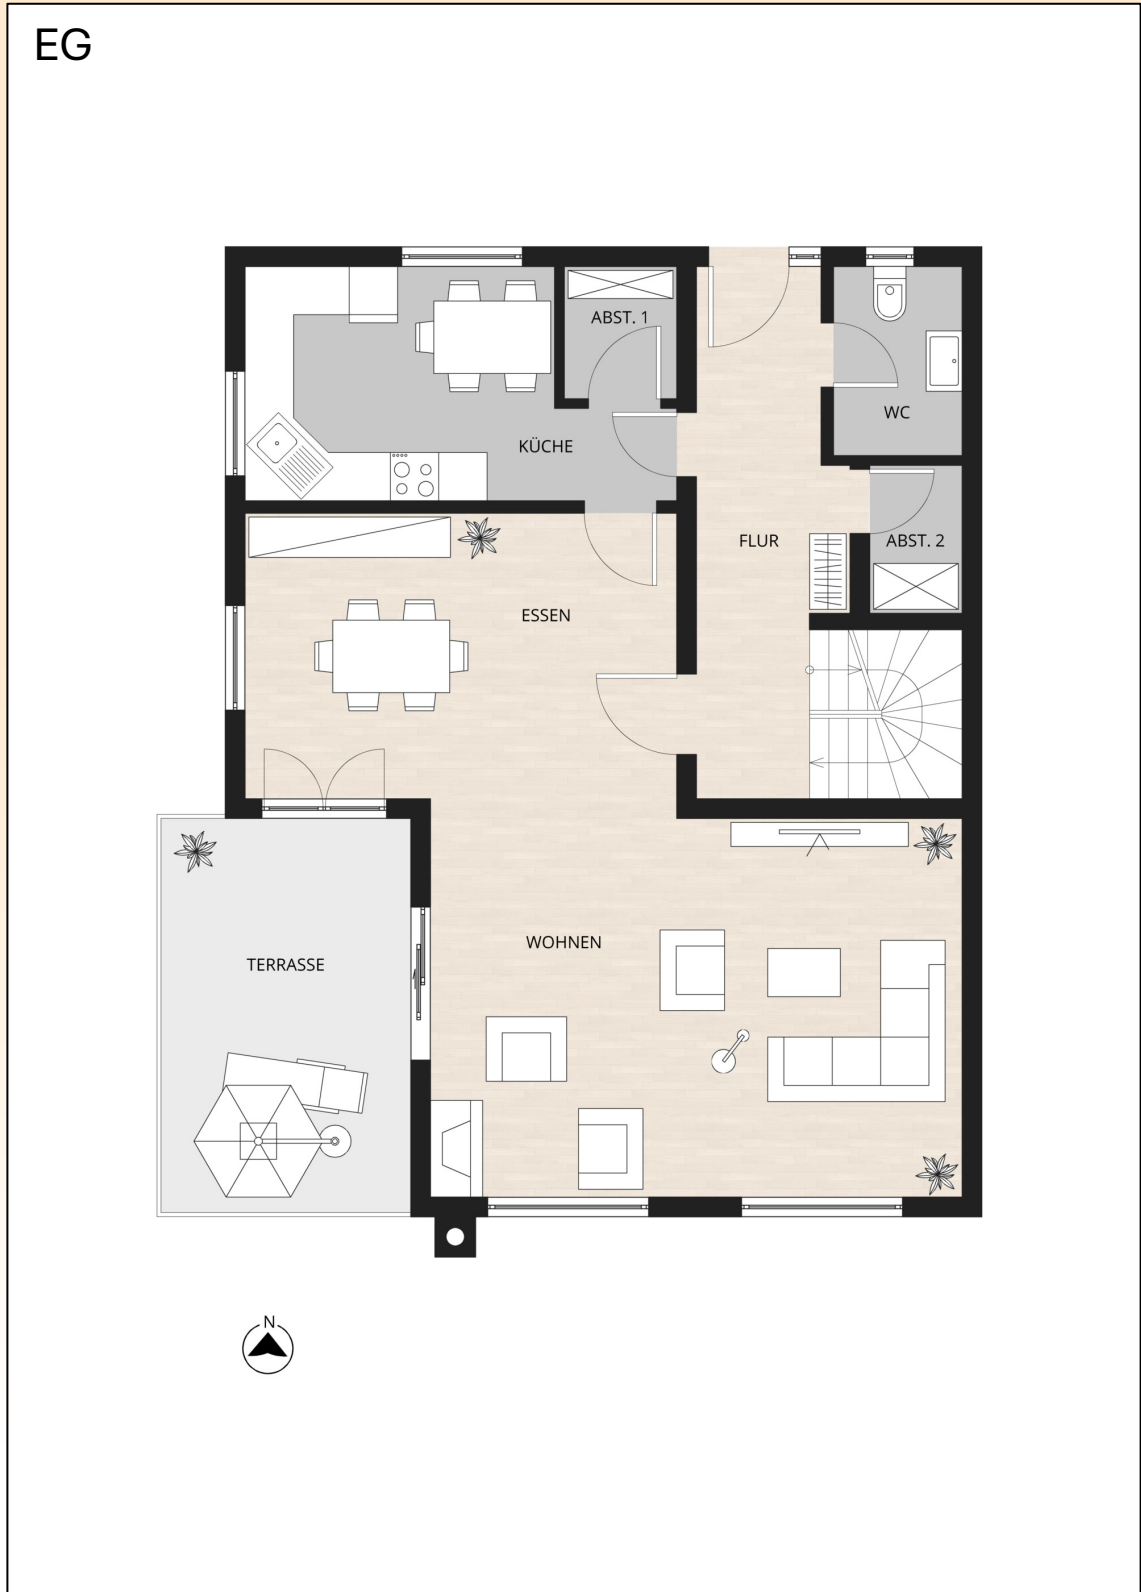 EG
ABST. 1
WC
KÜCHE
FLUR
ABST. 2
ESSEN
WOHNEN
TERRASSE
N